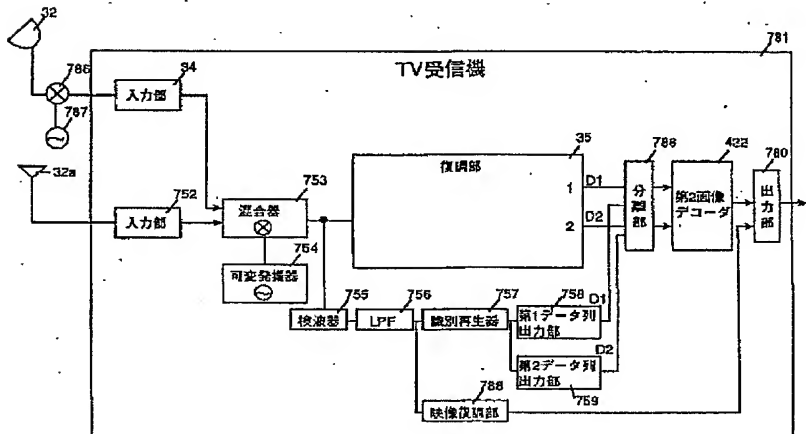 32
781
TV受信機
786
34
入力部
787
35
復調部
788
422
780
32a
752
753
1
D1
分離部
第2画像
デコーダ
出力部
入力部
混合器
2
D2
754
可変発振器
755
756
757
758
D1
検波器
LPF
識別再生器
第1データ列
出力部
D2
第2データ列
出力部
759
788
映像復調部